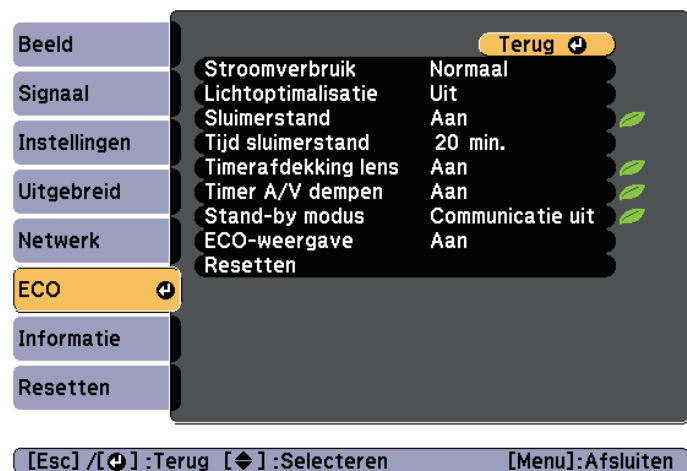 Beeld
Signaal
Instellingen
Uitgebreid
Netwerk
ECO
Informatie
Resetten
Terug
Stroomverbruik Normaal
Lichtoptimalisatie Uit
Sluimerstand Aan
Tijd sluimerstand 20 min.
Timerafdekking lens Aan
Timer A/V dempen Aan
Stand-by modus Communicatie uit
ECO-weergave Aan
Resetten
[Esc] /[⏎] :Terug [◆] :Selecteren [Menu]:Afsluiten